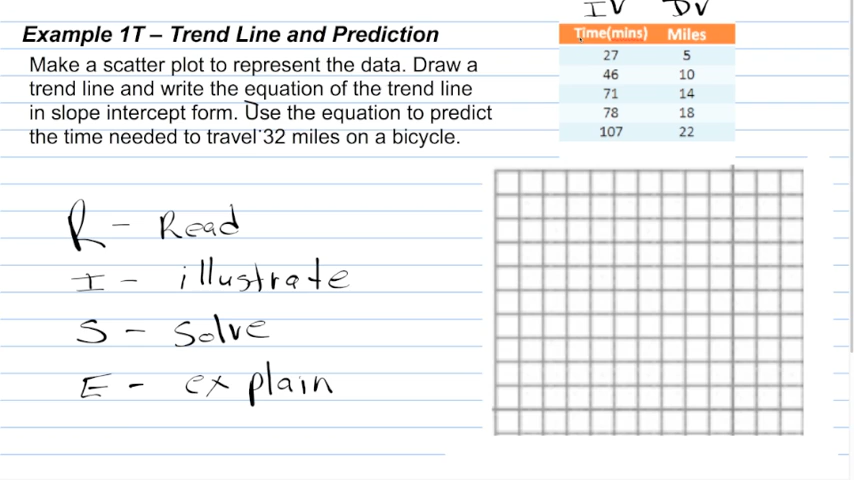 IV DV
Example 1T – Trend Line and Prediction
Make a scatter plot to represent the data. Draw a
trend line and write the equation of the trend line
in slope intercept form. Use the equation to predict
the time needed to travel 32 miles on a bicycle.
Time(mins) Miles
27 5
46 10
71 14
78 18
107 22
R – Read
I – illustrate
S – Solve
E – explain